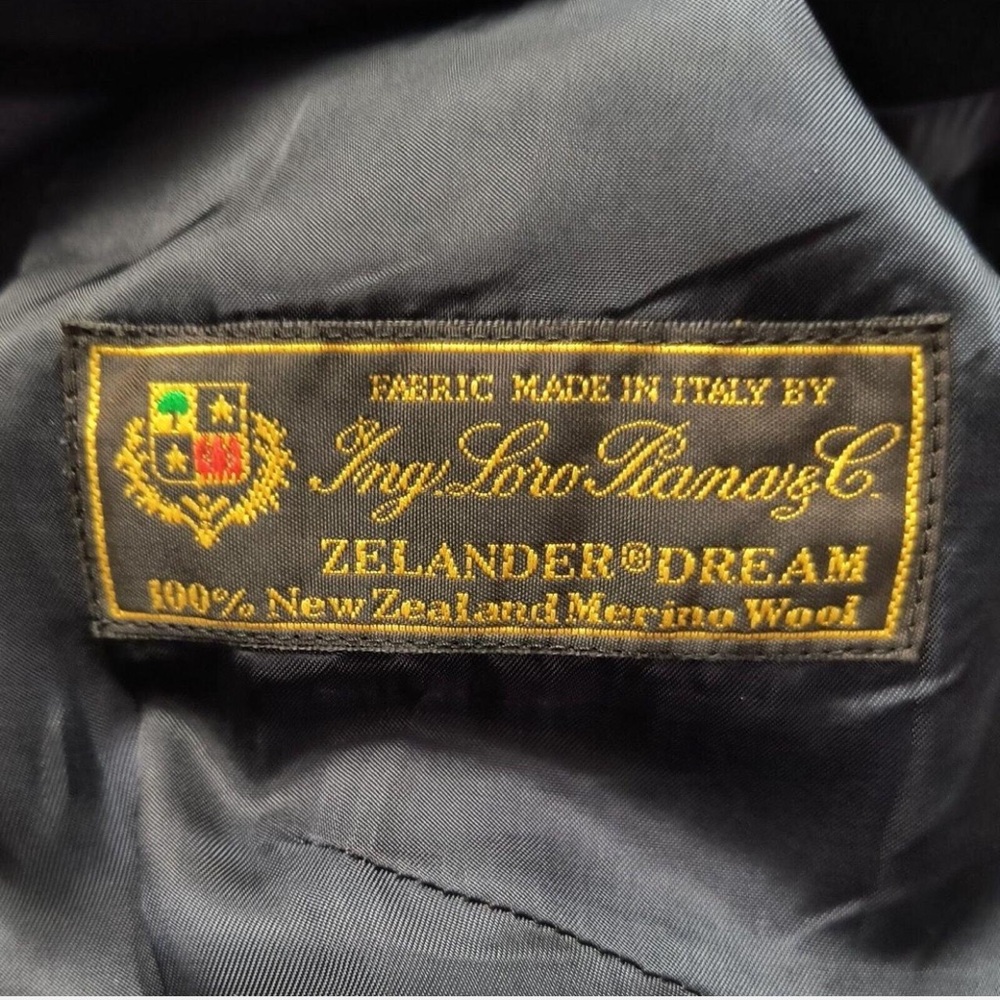 FABRIC MADE IN ITALY BY
Ing. Loro Piana & C.
ZELANDER® DREAM
100% New Zealand Merino Wool